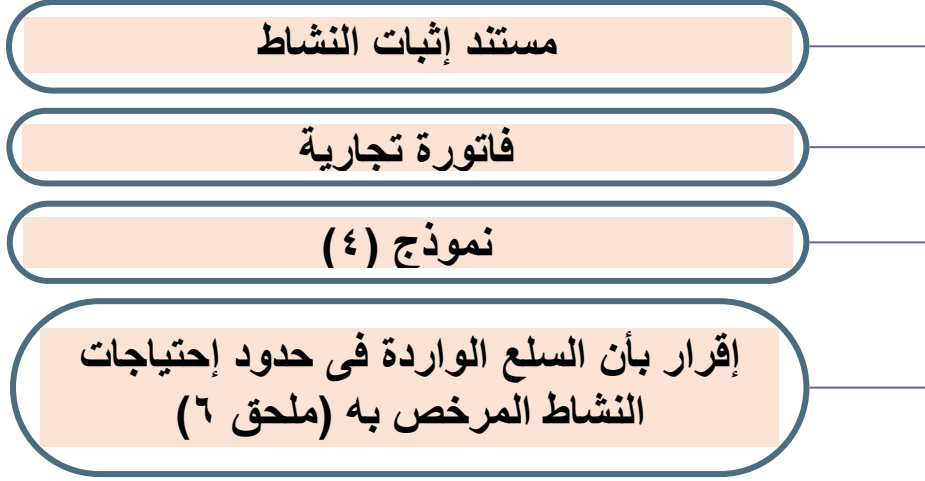 مستند إثبات النشاط
فاتورة تجارية
نموذج (٤)
إقرار بأن السلع الواردة فى حدود إحتياجات
النشاط المرخص به (ملحق ٦)